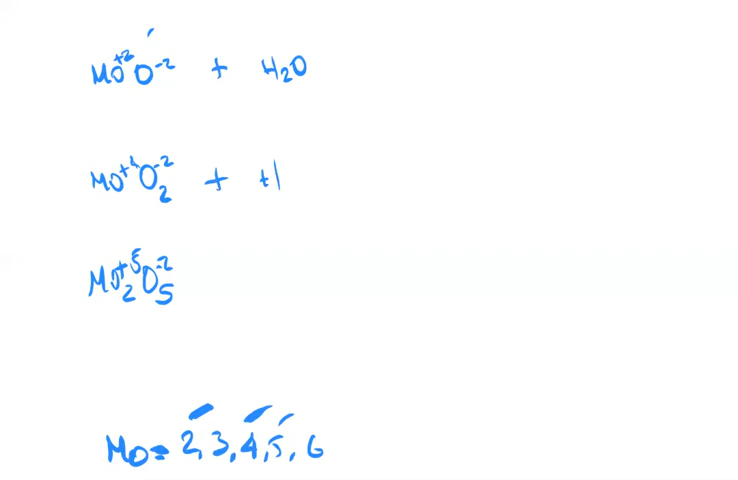 Mo⁺²O⁻² + H₂O
Mo⁺⁴O₂⁻² + H
Mo₂⁺⁵O₅⁻²
Mo = 2, 3, 4, 5, 6